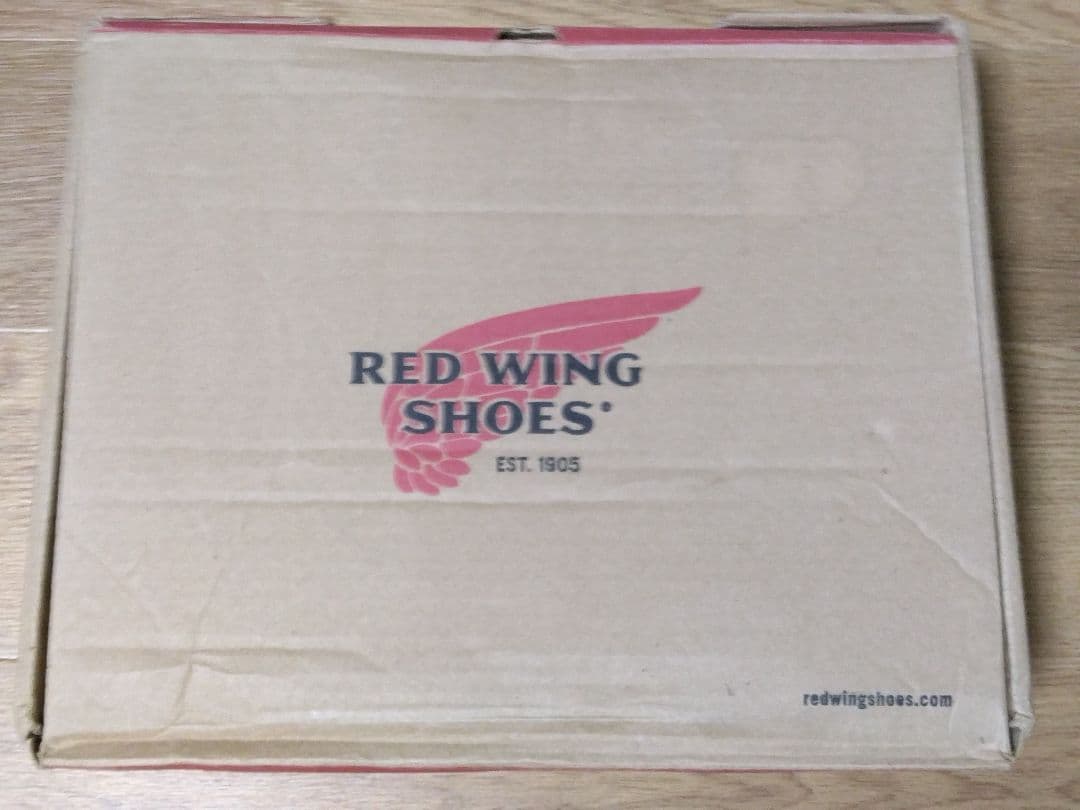 RED WING
SHOES®
EST. 1905
redwingshoes.com